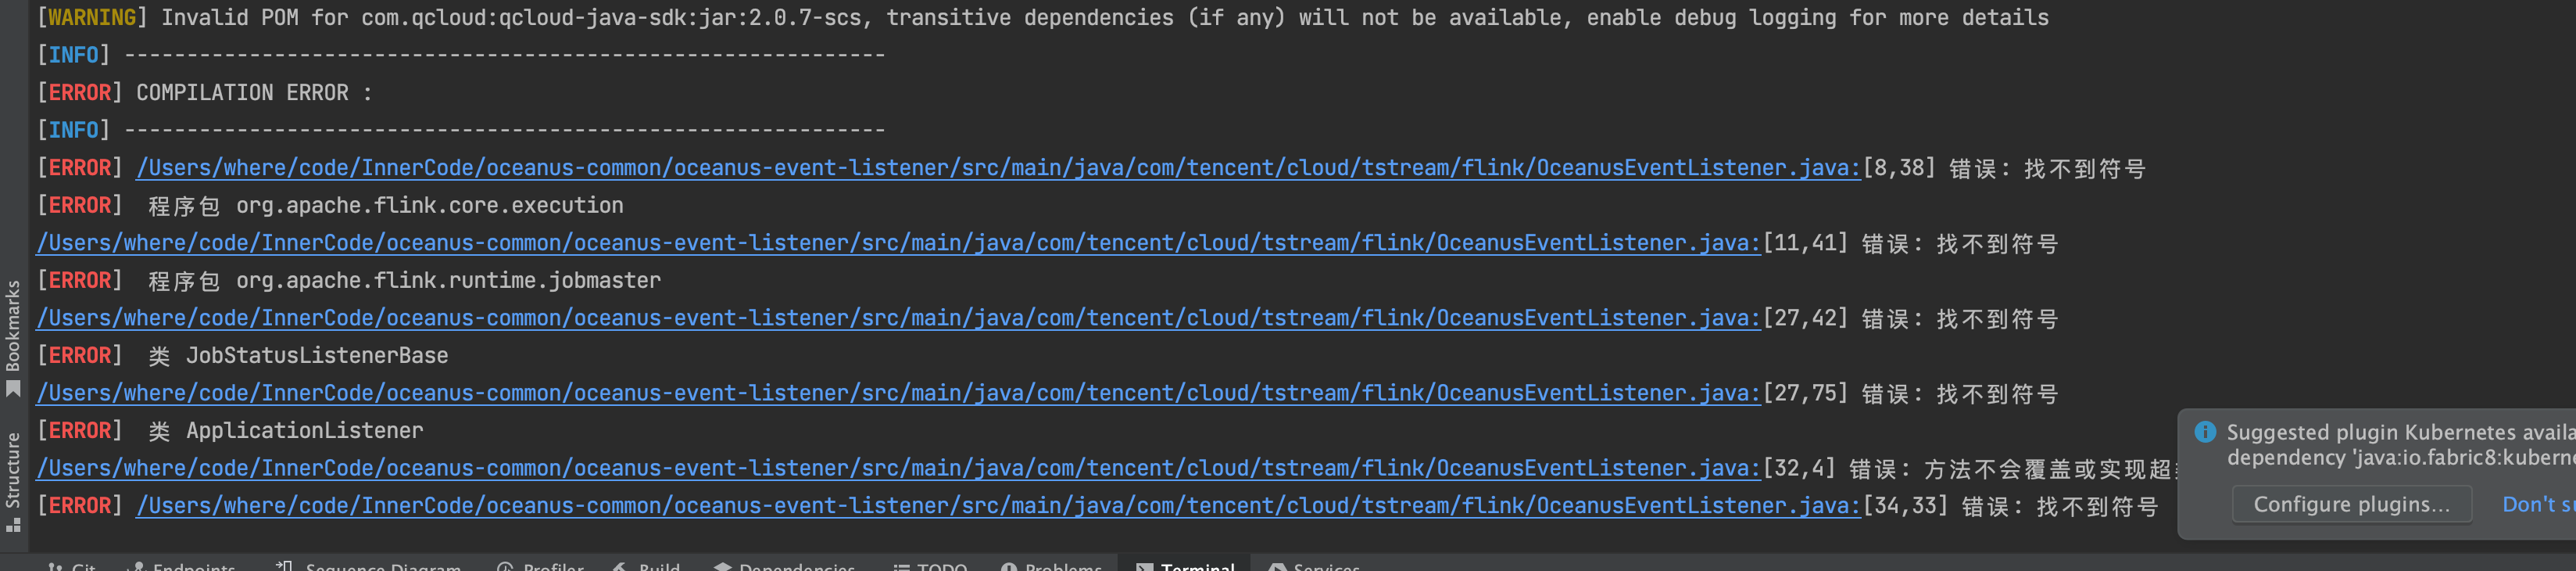 [WARNING] Invalid POM for com.qcloud:qcloud-java-sdk:jar:2.0.7-scs, transitive dependencies (if any) will not be available, enable debug logging for more details
[INFO] -------------------------------------------------------------
[ERROR] COMPILATION ERROR :
[INFO] -------------------------------------------------------------
[ERROR] /Users/where/code/InnerCode/oceanus-common/oceanus-event-listener/src/main/java/com/tencent/cloud/tstream/flink/OceanusEventListener.java:[8,38] 错误: 找不到符号
[ERROR] 程序包 org.apache.flink.core.execution
/Users/where/code/InnerCode/oceanus-common/oceanus-event-listener/src/main/java/com/tencent/cloud/tstream/flink/OceanusEventListener.java:[11,41] 错误: 找不到符号
[ERROR] 程序包 org.apache.flink.runtime.jobmaster
/Users/where/code/InnerCode/oceanus-common/oceanus-event-listener/src/main/java/com/tencent/cloud/tstream/flink/OceanusEventListener.java:[27,42] 错误: 找不到符号
[ERROR] 类 JobStatusListenerBase
/Users/where/code/InnerCode/oceanus-common/oceanus-event-listener/src/main/java/com/tencent/cloud/tstream/flink/OceanusEventListener.java:[27,75] 错误: 找不到符号
[ERROR] 类 ApplicationListener
/Users/where/code/InnerCode/oceanus-common/oceanus-event-listener/src/main/java/com/tencent/cloud/tstream/flink/OceanusEventListener.java:[32,4] 错误: 方法不会覆盖或实现超
[ERROR] /Users/where/code/InnerCode/oceanus-common/oceanus-event-listener/src/main/java/com/tencent/cloud/tstream/flink/OceanusEventListener.java:[34,33] 错误: 找不到符号
Bookmarks
Structure
Suggested plugin Kubernetes availa
dependency 'java:io.fabric8:kuberne
Configure plugins... Don't su
Git Endpoints Sequence Diagram Profiler Build Dependencies TODO Problems Terminal Services